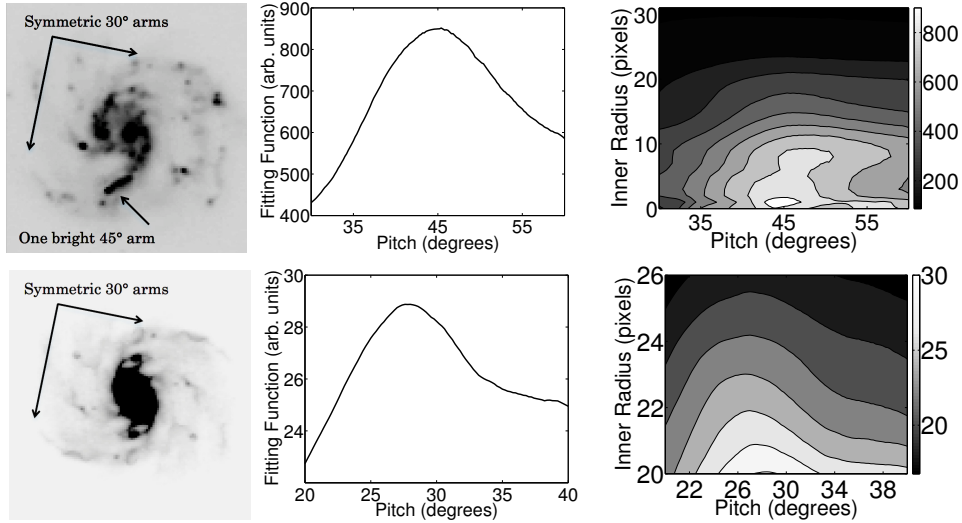 Symmetric 30° arms
One bright 45° arm
900
800
700
600
500
400
35 45 55
Fitting Function (arb. units)
Pitch (degrees)
30
20
10
0
35 45 55
Inner Radius (pixels)
Pitch (degrees)
800
600
400
200
Symmetric 30° arms
30
28
26
24
20 25 30 35 40
Fitting Function (arb. units)
Pitch (degrees)
26
24
22
20
22 26 30 34 38
Inner Radius (pixels)
Pitch (degrees)
30
25
20